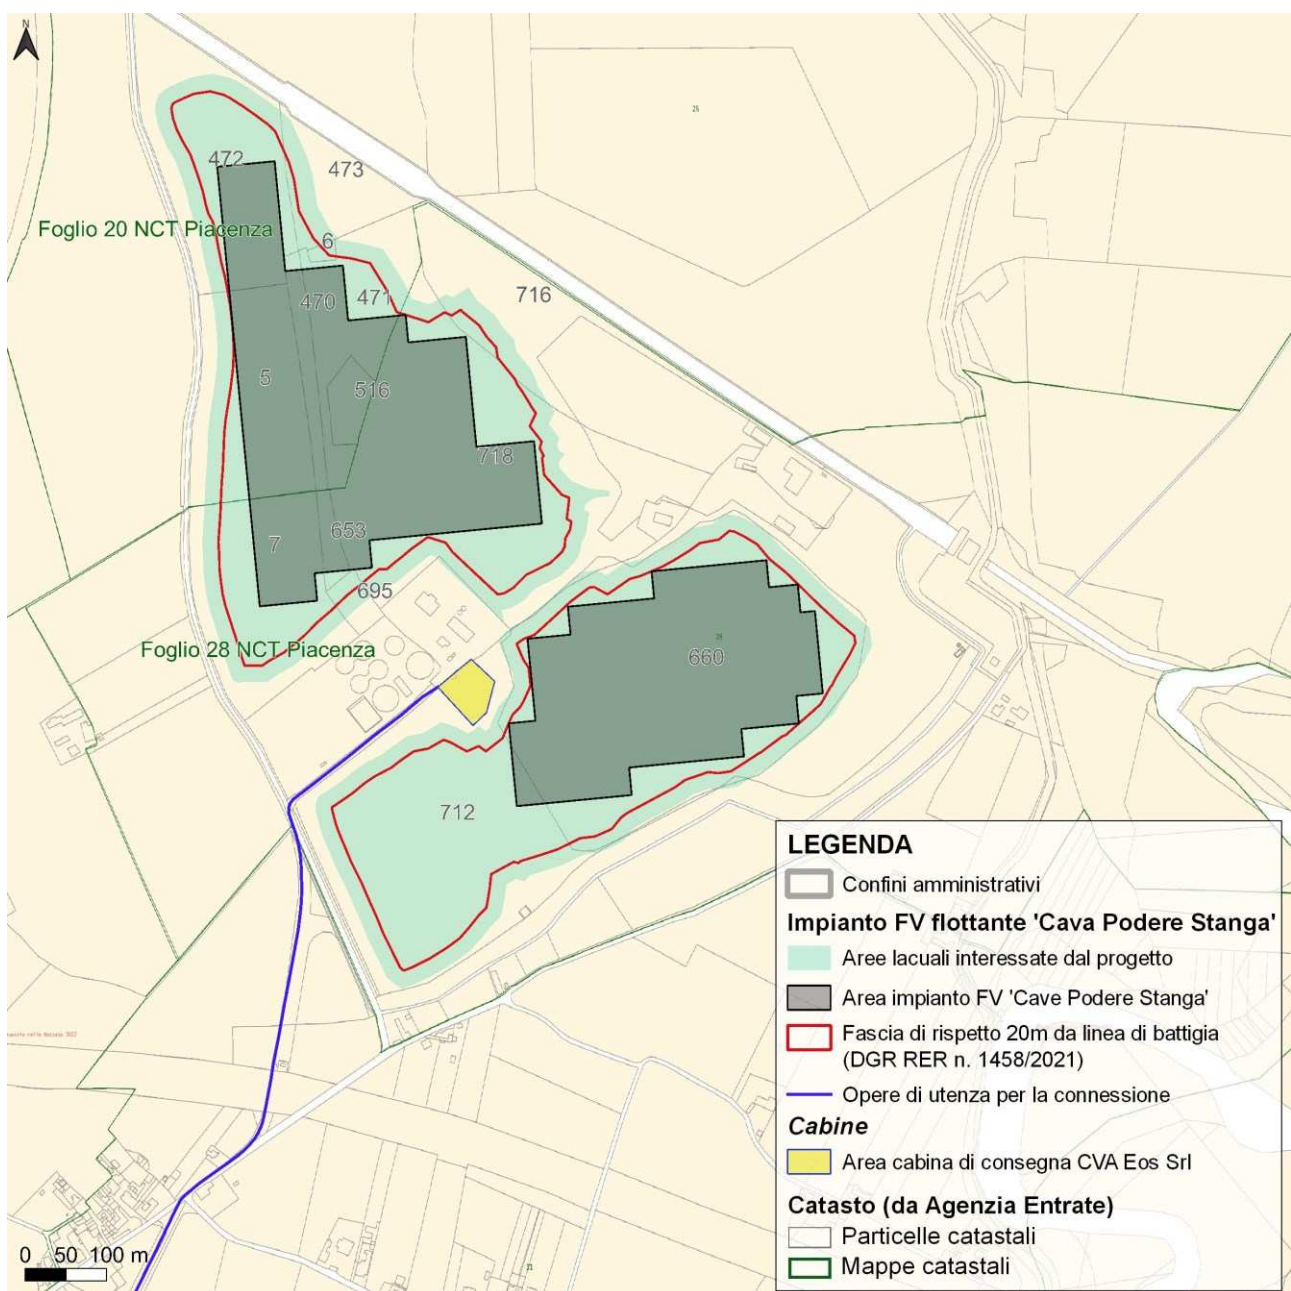 N
26
472
473
Foglio 20 NCT Piacenza
6
470
471
716
5
516
718
7
653
695
Foglio 28 NCT Piacenza
660
712
LEGENDA
Confini amministrativi
Impianto FV flottante 'Cava Podere Stanga'
Aree lacuali interessate dal progetto
Area impianto FV 'Cave Podere Stanga'
Fascia di rispetto 20m da linea di battigia
(DGR RER n. 1458/2021)
Opere di utenza per la connessione
Cabine
Area cabina di consegna CVA Eos Srl
Catasto (da Agenzia Entrate)
Particelle catastali
Mappe catastali
0 50 100 m